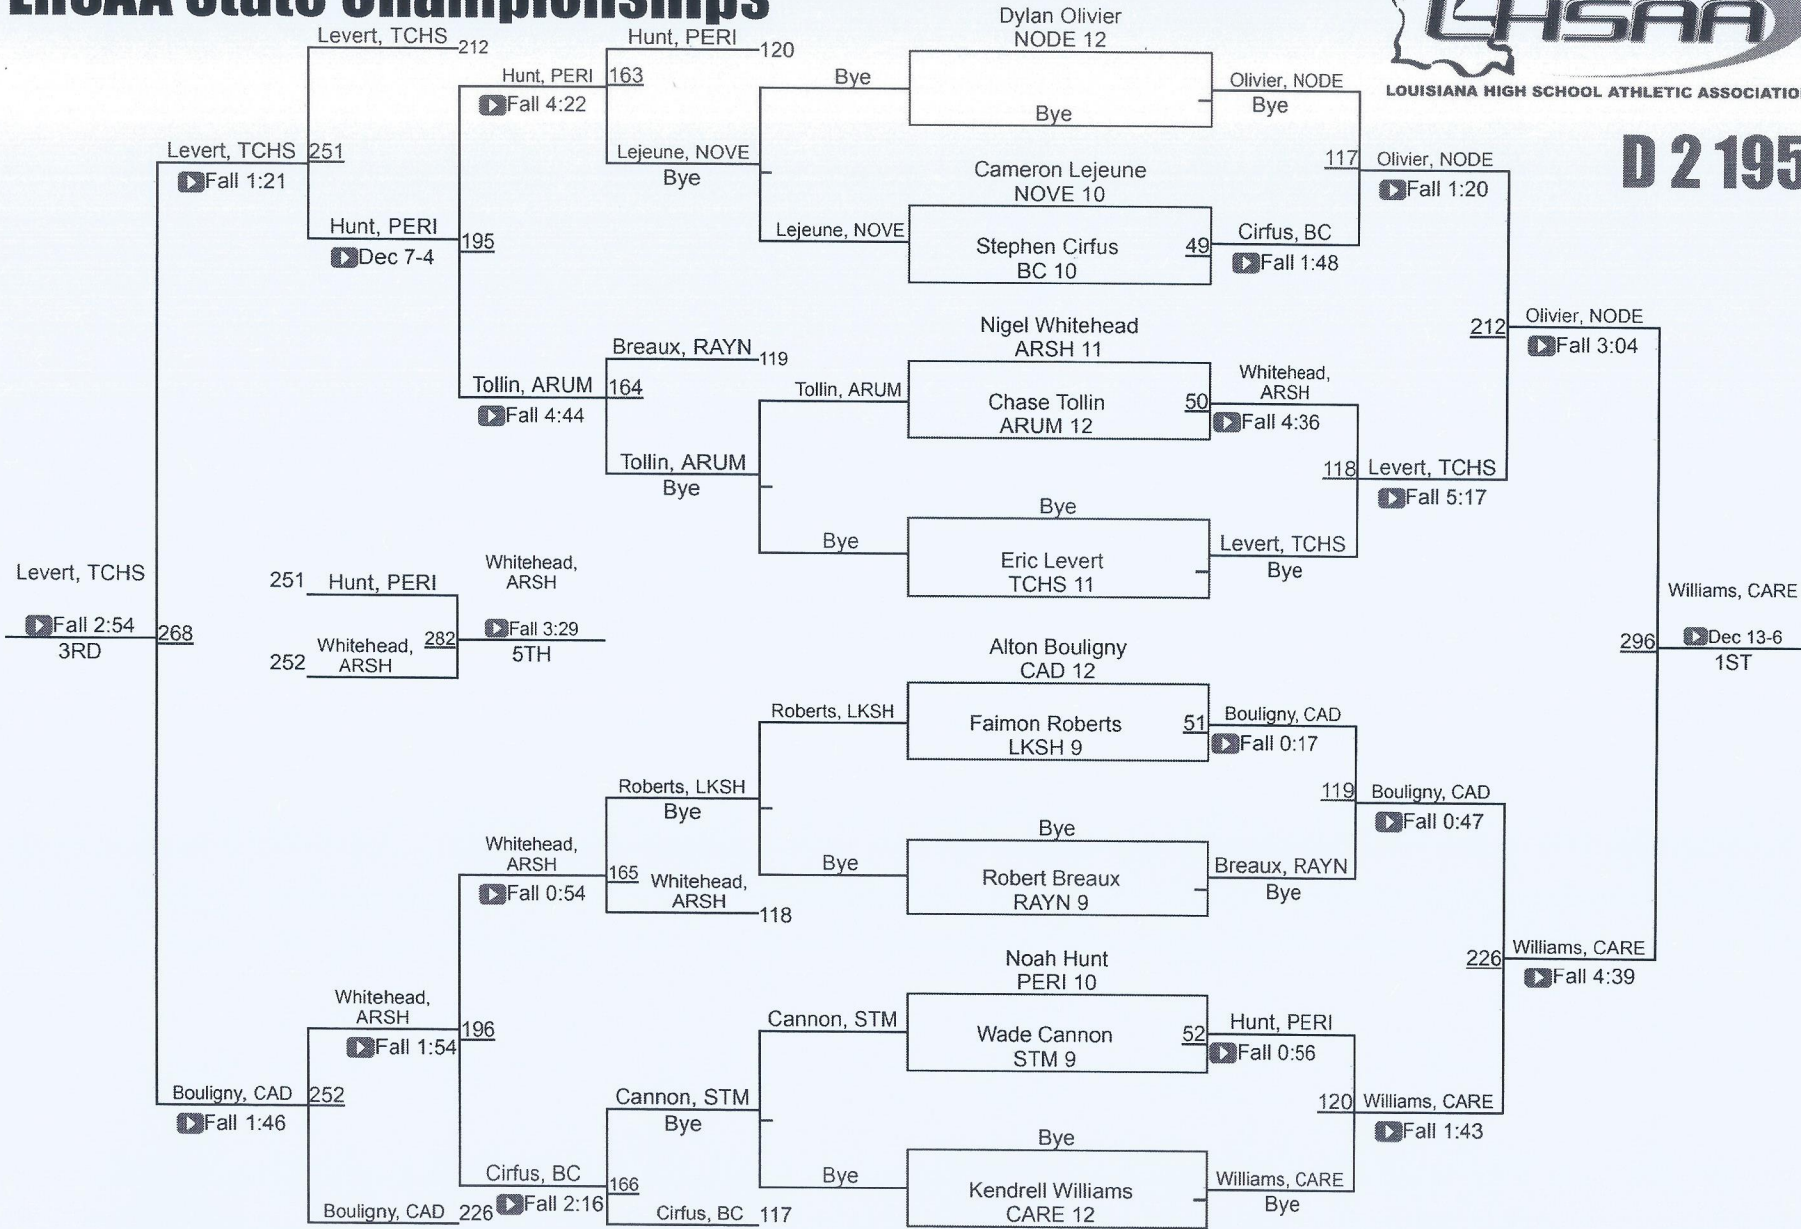 LHSAA State Championships
LHSAA
LOUISIANA HIGH SCHOOL ATHLETIC ASSOCIATION
D 2 195
Levert, TCHS
212
Hunt, PERI
120
Hunt, PERI
163
Fall 4:22
Levert, TCHS
251
Fall 1:21
Lejeune, NOVE
Bye
Hunt, PERI
195
Dec 7-4
Breaux, RAYN
119
Tollin, ARUM
164
Fall 4:44
Tollin, ARUM
Bye
Levert, TCHS
Fall 2:54
3RD
268
251
Hunt, PERI
252
Whitehead,
ARSH
282
Whitehead,
ARSH
Fall 3:29
5TH
Roberts, LKSH
Bye
Whitehead,
ARSH
Fall 0:54
165
Whitehead,
ARSH
118
Whitehead,
ARSH
Fall 1:54
196
Bouligny, CAD
252
Fall 1:46
Cannon, STM
Bye
Cirfus, BC
166
Fall 2:16
Bouligny, CAD
226
Cirfus, BC
117
Bye
Lejeune, NOVE
Tollin, ARUM
Bye
Roberts, LKSH
Bye
Cannon, STM
Bye
Dylan Olivier
NODE 12
Bye
Cameron Lejeune
NOVE 10
Stephen Cirfus
BC 10
49
Nigel Whitehead
ARSH 11
Chase Tollin
ARUM 12
50
Bye
Eric Levert
TCHS 11
Alton Bouligny
CAD 12
Faimon Roberts
LKSH 9
51
Bye
Robert Breaux
RAYN 9
Noah Hunt
PERI 10
Wade Cannon
STM 9
52
Bye
Kendrell Williams
CARE 12
Olivier, NODE
Bye
Cirfus, BC
Fall 1:48
Whitehead,
ARSH
Fall 4:36
Levert, TCHS
Bye
Bouligny, CAD
Fall 0:17
Breaux, RAYN
Bye
Hunt, PERI
Fall 0:56
Williams, CARE
Bye
117
Olivier, NODE
Fall 1:20
118
Levert, TCHS
Fall 5:17
119
Bouligny, CAD
Fall 0:47
120
Williams, CARE
Fall 1:43
212
Olivier, NODE
Fall 3:04
226
Williams, CARE
Fall 4:39
296
Williams, CARE
Dec 13-6
1ST